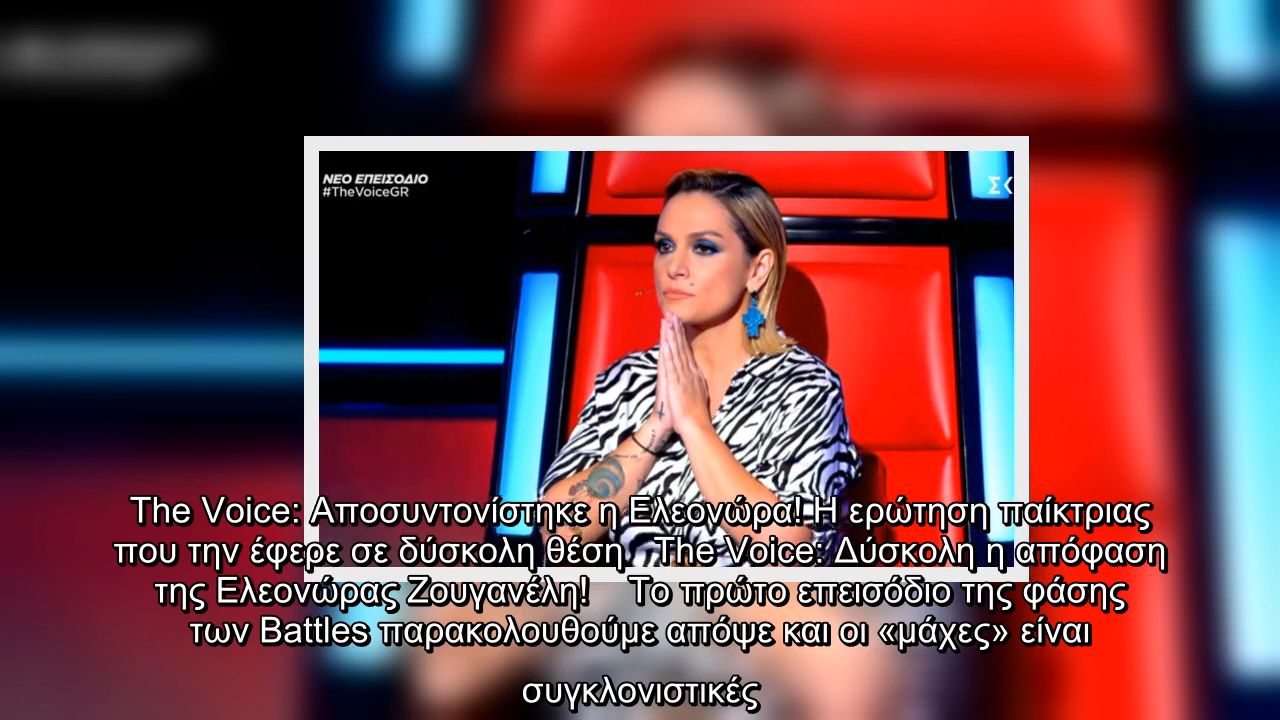 ΝΕΟ ΕΠΕΙΣΟΔΙΟ
#TheVoiceGR
ΣΚ
The Voice: Αποσυντονίστηκε η Ελεονώρα! Η ερώτηση παίκτριας
που την έφερε σε δύσκολη θέση The Voice: Δύσκολη η απόφαση
της Ελεονώρας Ζουγανέλη! Το πρώτο επεισόδιο της φάσης
των Battles παρακολουθούμε απόψε και οι «μάχες» είναι
συγκλονιστικές